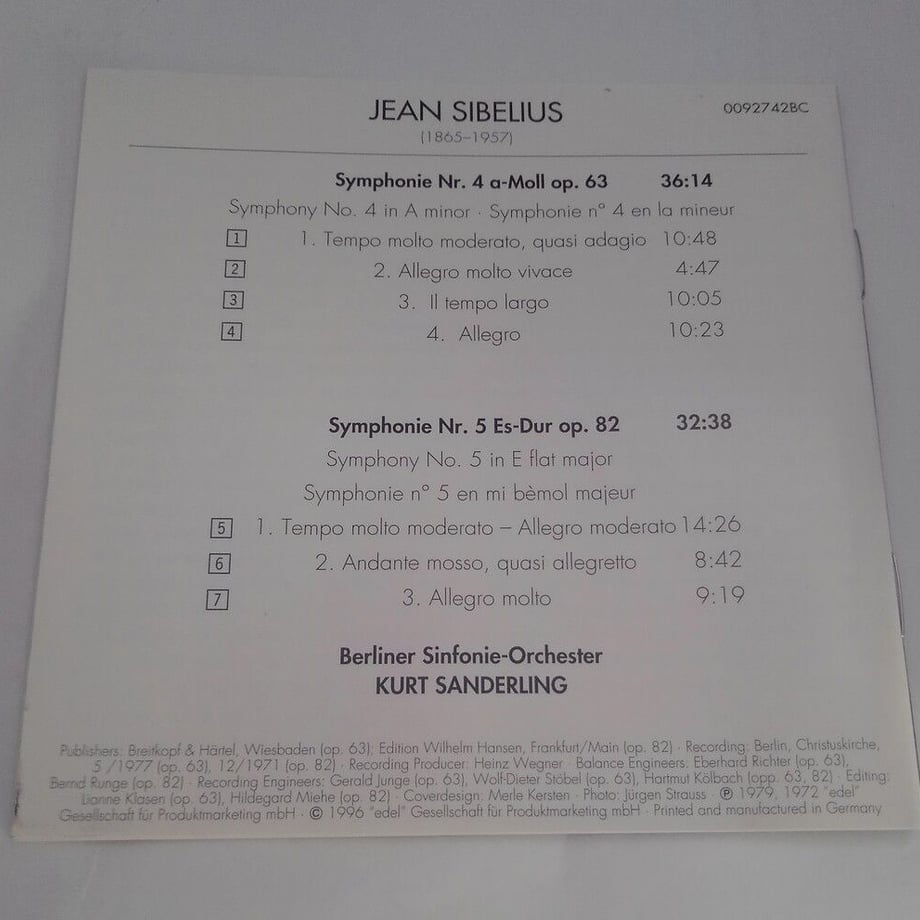 JEAN SIBELIUS 0092742BC
(1865–1957)
Symphonie Nr. 4 a-Moll op. 63 36:14
Symphony No. 4 in A minor · Symphonie n° 4 en la mineur
1 1. Tempo molto moderato, quasi adagio 10:48
2 2. Allegro molto vivace 4:47
3 3. Il tempo largo 10:05
4 4. Allegro 10:23
Symphonie Nr. 5 Es-Dur op. 82 32:38
Symphony No. 5 in E flat major
Symphonie n° 5 en mi bèmol majeur
5 1. Tempo molto moderato – Allegro moderato 14:26
6 2. Andante mosso, quasi allegretto 8:42
7 3. Allegro molto 9:19
Berliner Sinfonie-Orchester
KURT SANDERLING
Publishers: Breitkopf & Härtel, Wiesbaden (op. 63); Edition Wilhelm Hansen, Frankfurt/Main (op. 82) · Recording: Berlin, Christuskirche,
5 /1977 (op. 63), 12/1971 (op. 82) · Recording Producer: Heinz Wegner · Balance Engineers: Eberhard Richter (op. 63),
Bernd Runge (op. 82) · Recording Engineers: Gerald Junge (op. 63), Wolf-Dieter Stöbel (op. 63), Hartmut Kölbach (opp. 63, 82) · Editing:
Lianne Klasen (op. 63), Hildegard Miehe (op. 82) · Coverdesign: Merle Kersten · Photo: Jürgen Strauss · ℗ 1979, 1972 "edel"
Gesellschaft für Produktmarketing mbH · © 1996 "edel" Gesellschaft für Produktmarketing mbH · Printed and manufactured in Germany